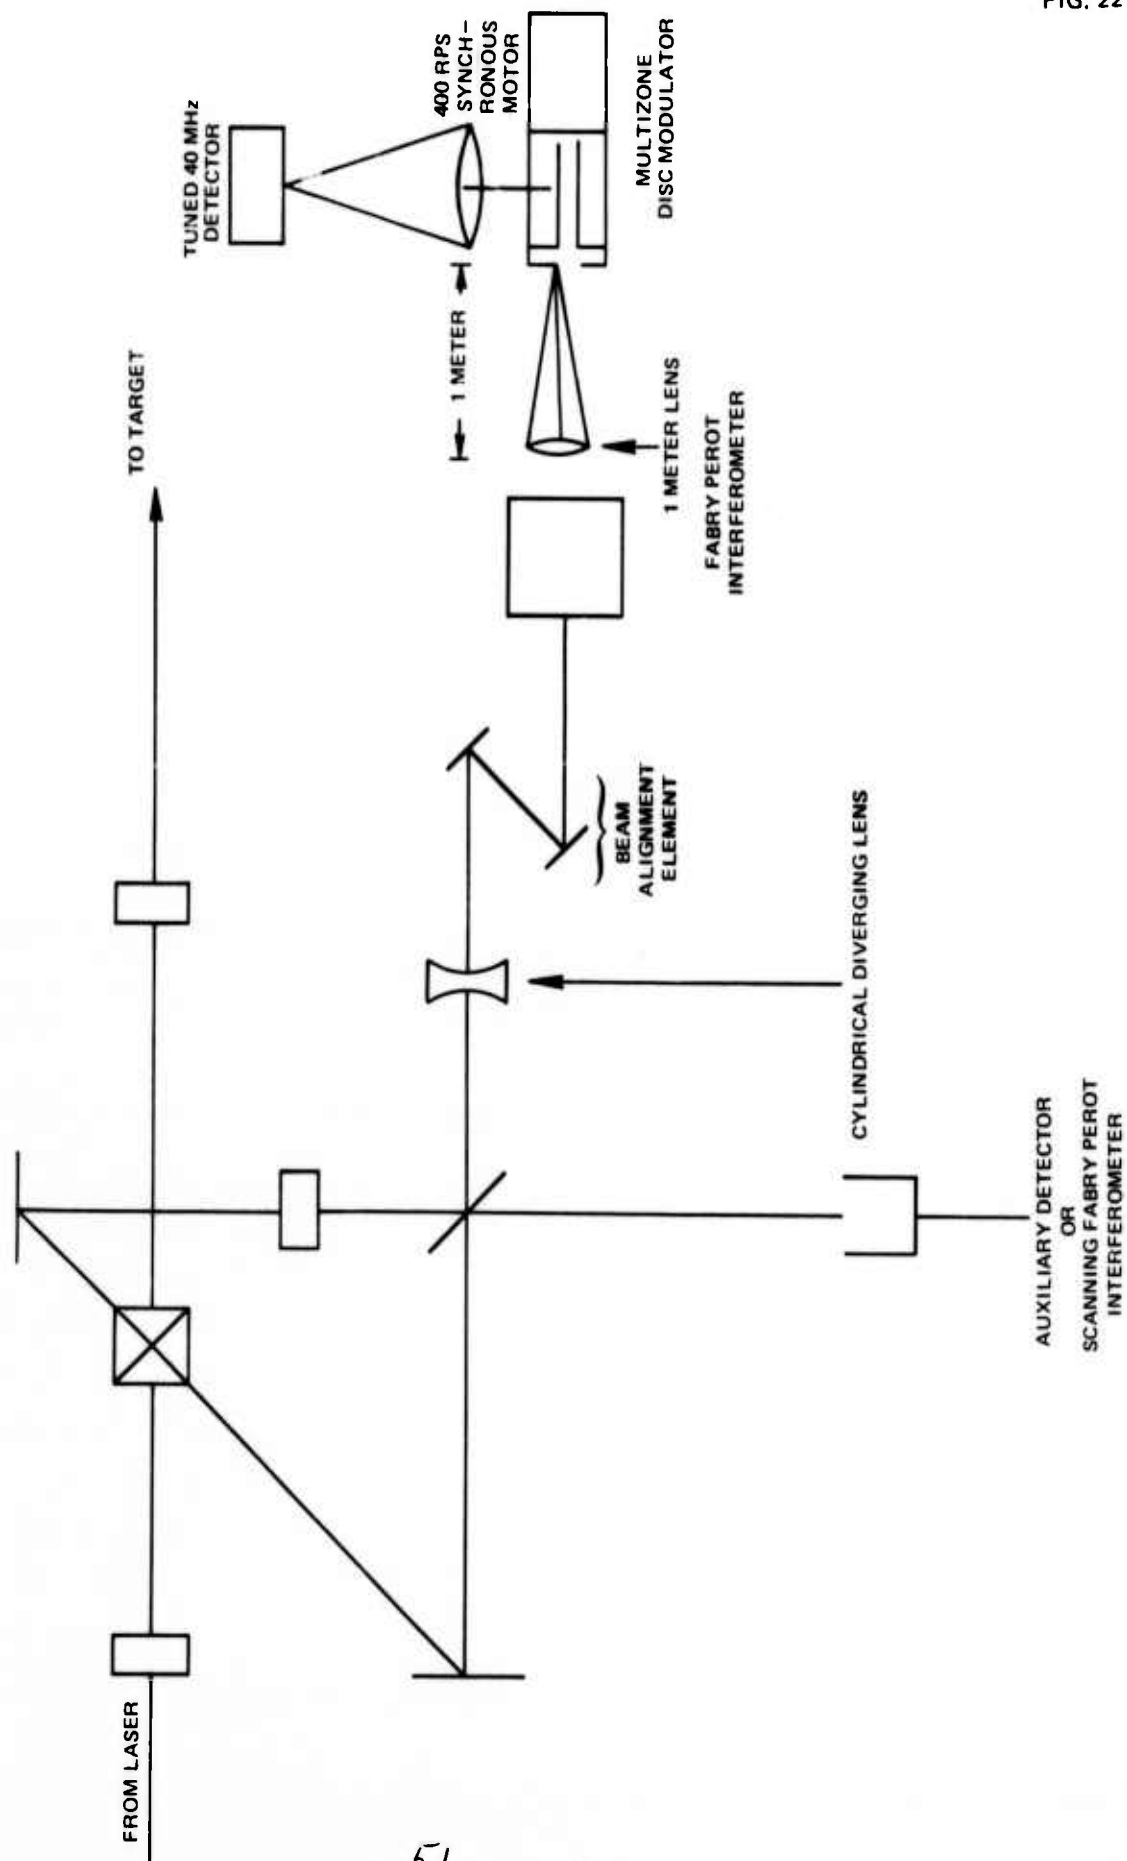 FIG. 22
TUNED 40 MHz
DETECTOR
400 RPS
SYNCH-
RONOUS
MOTOR
MULTIZONE
DISC MODULATOR
1 METER
TO TARGET
1 METER LENS
FABRY PEROT
INTERFEROMETER
BEAM
ALIGNMENT
ELEMENT
CYLINDRICAL DIVERGING LENS
AUXILIARY DETECTOR
OR
SCANNING FABRY PEROT
INTERFEROMETER
FROM LASER